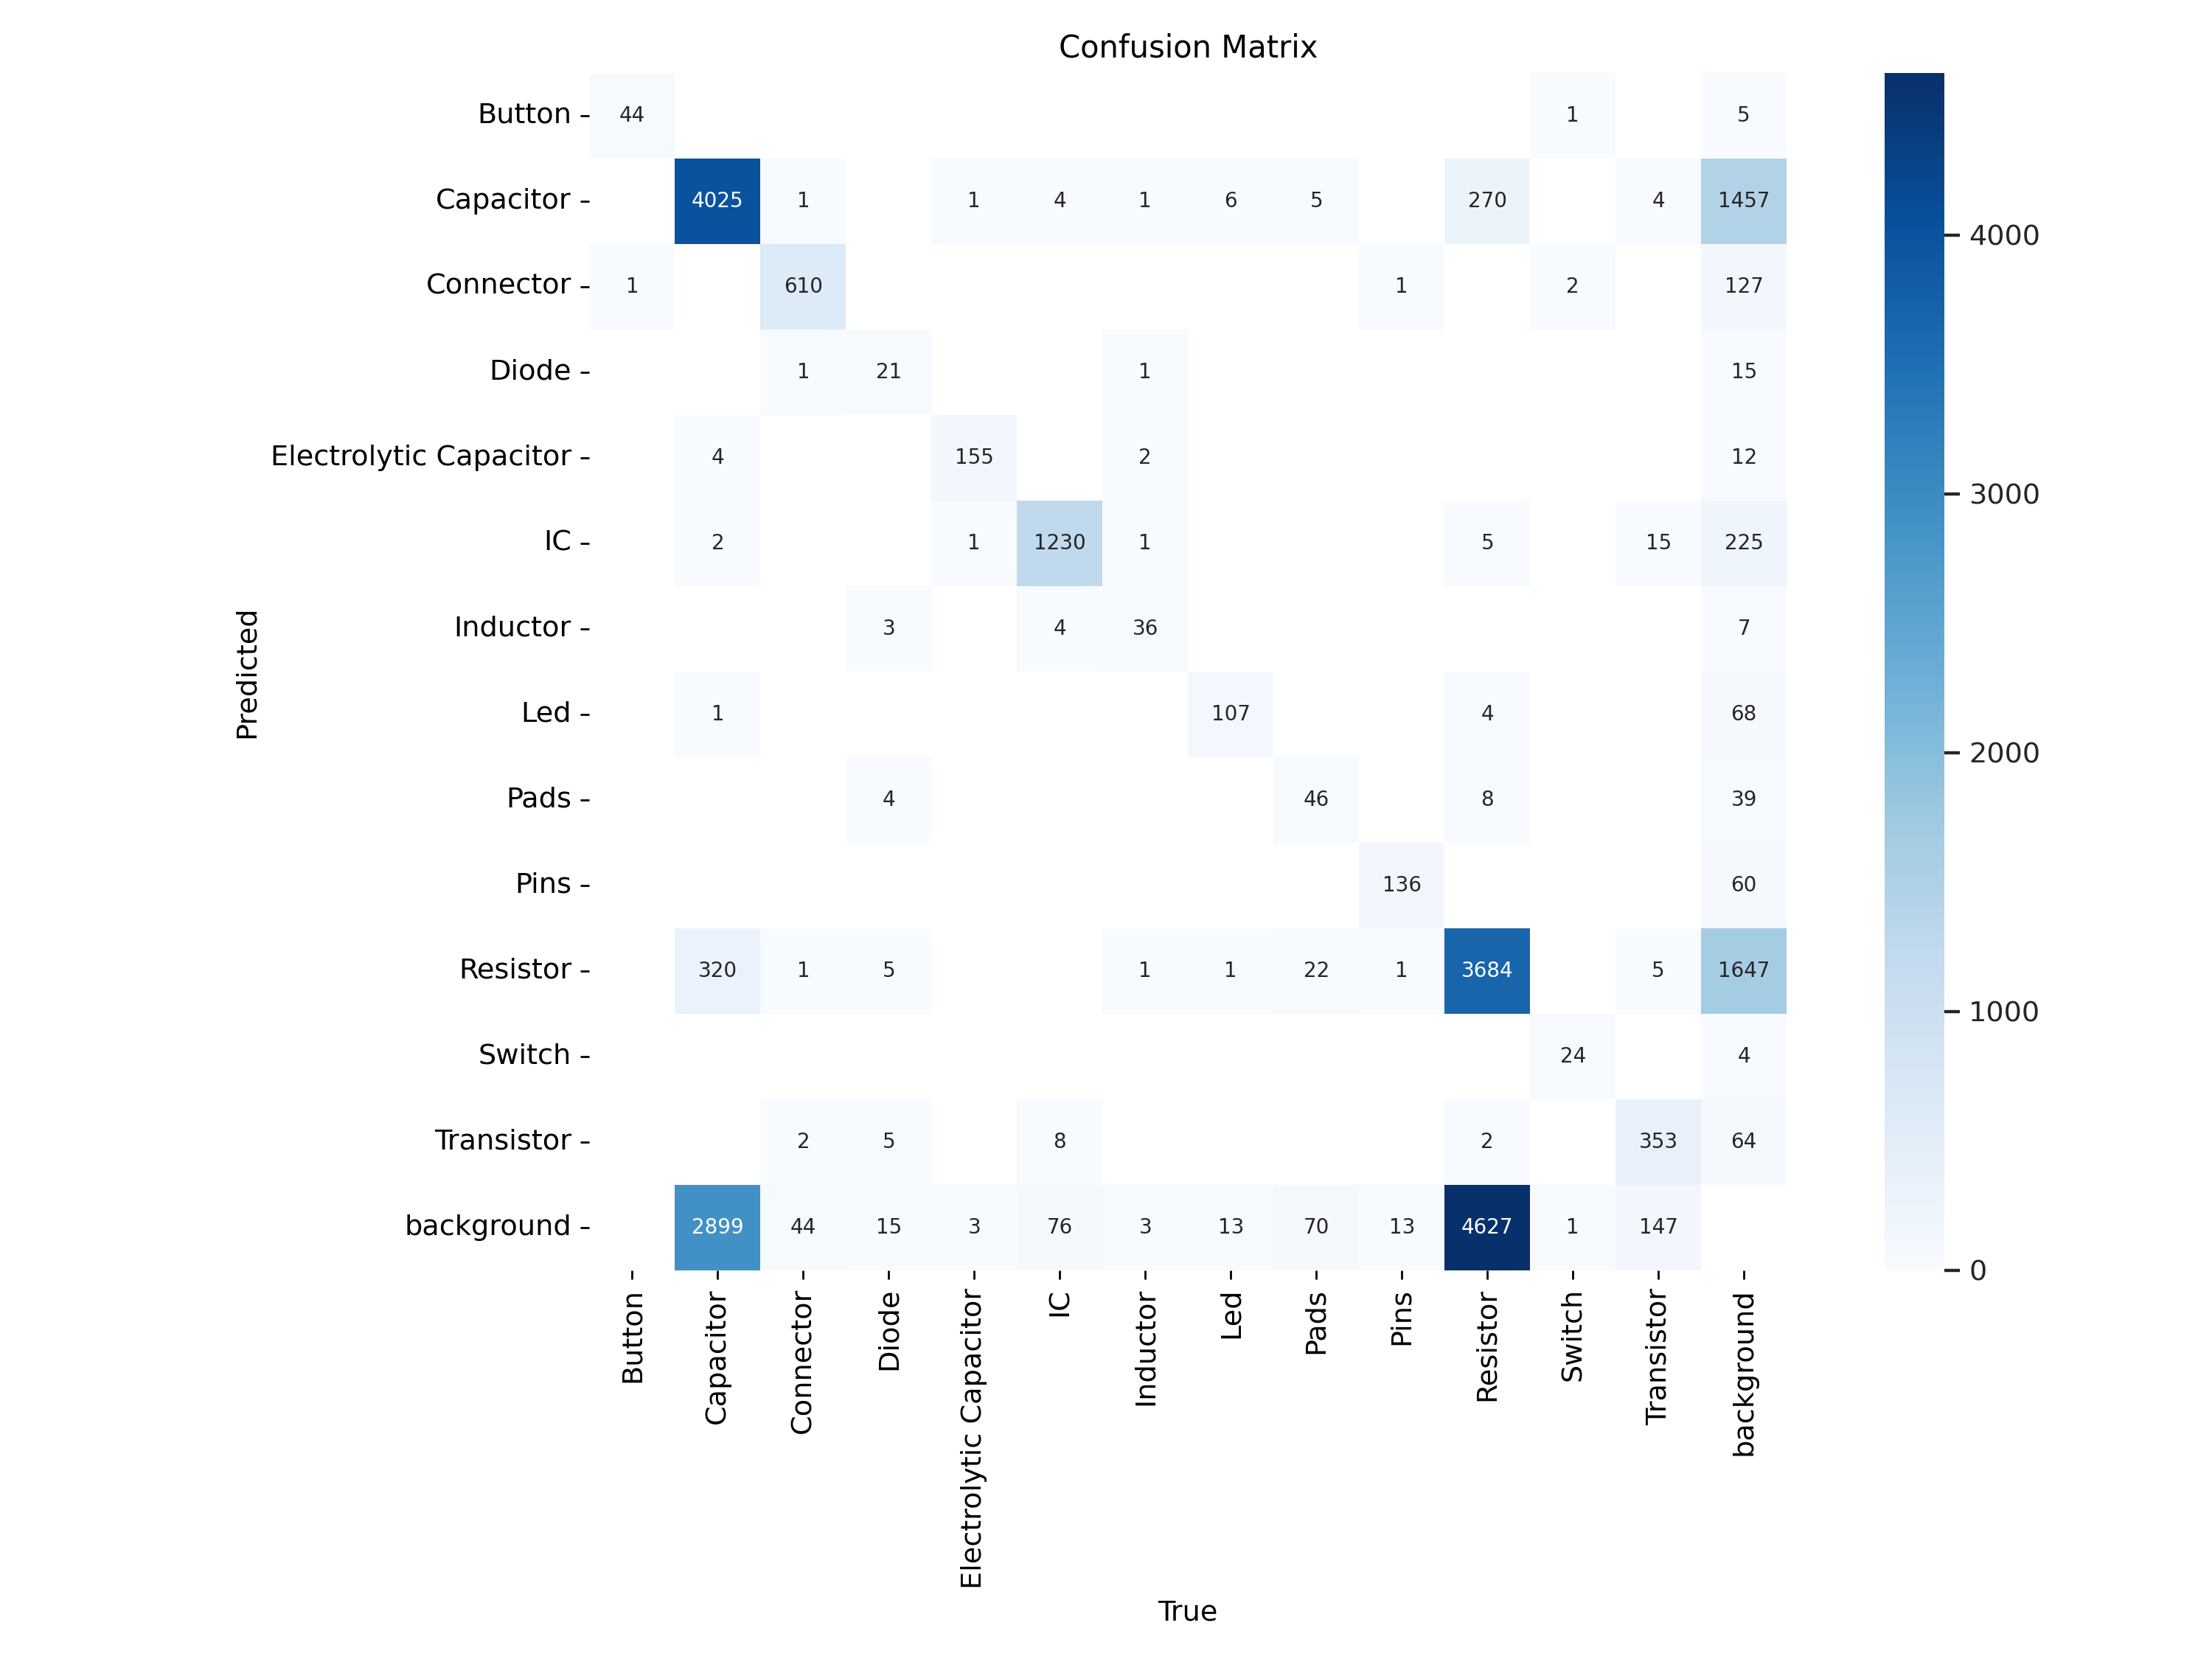 Confusion Matrix
Button 44 1 5
Capacitor 4025 1 1 4 1 6 5 270 4 1457
Connector 1 610 1 2 127
Diode 1 21 1 15
Electrolytic Capacitor 4 155 2 12
IC 2 1 1230 1 5 15 225
Inductor 3 4 36 7
Led 1 107 4 68
Pads 4 46 8 39
Pins 136 60
Resistor 320 1 5 1 1 22 1 3684 5 1647
Switch 24 4
Transistor 2 5 8 2 353 64
background 2899 44 15 3 76 3 13 70 13 4627 1 147
Predicted
Button
Capacitor
Connector
Diode
Electrolytic Capacitor
IC
Inductor
Led
Pads
Pins
Resistor
Switch
Transistor
background
True
4000
3000
2000
1000
0